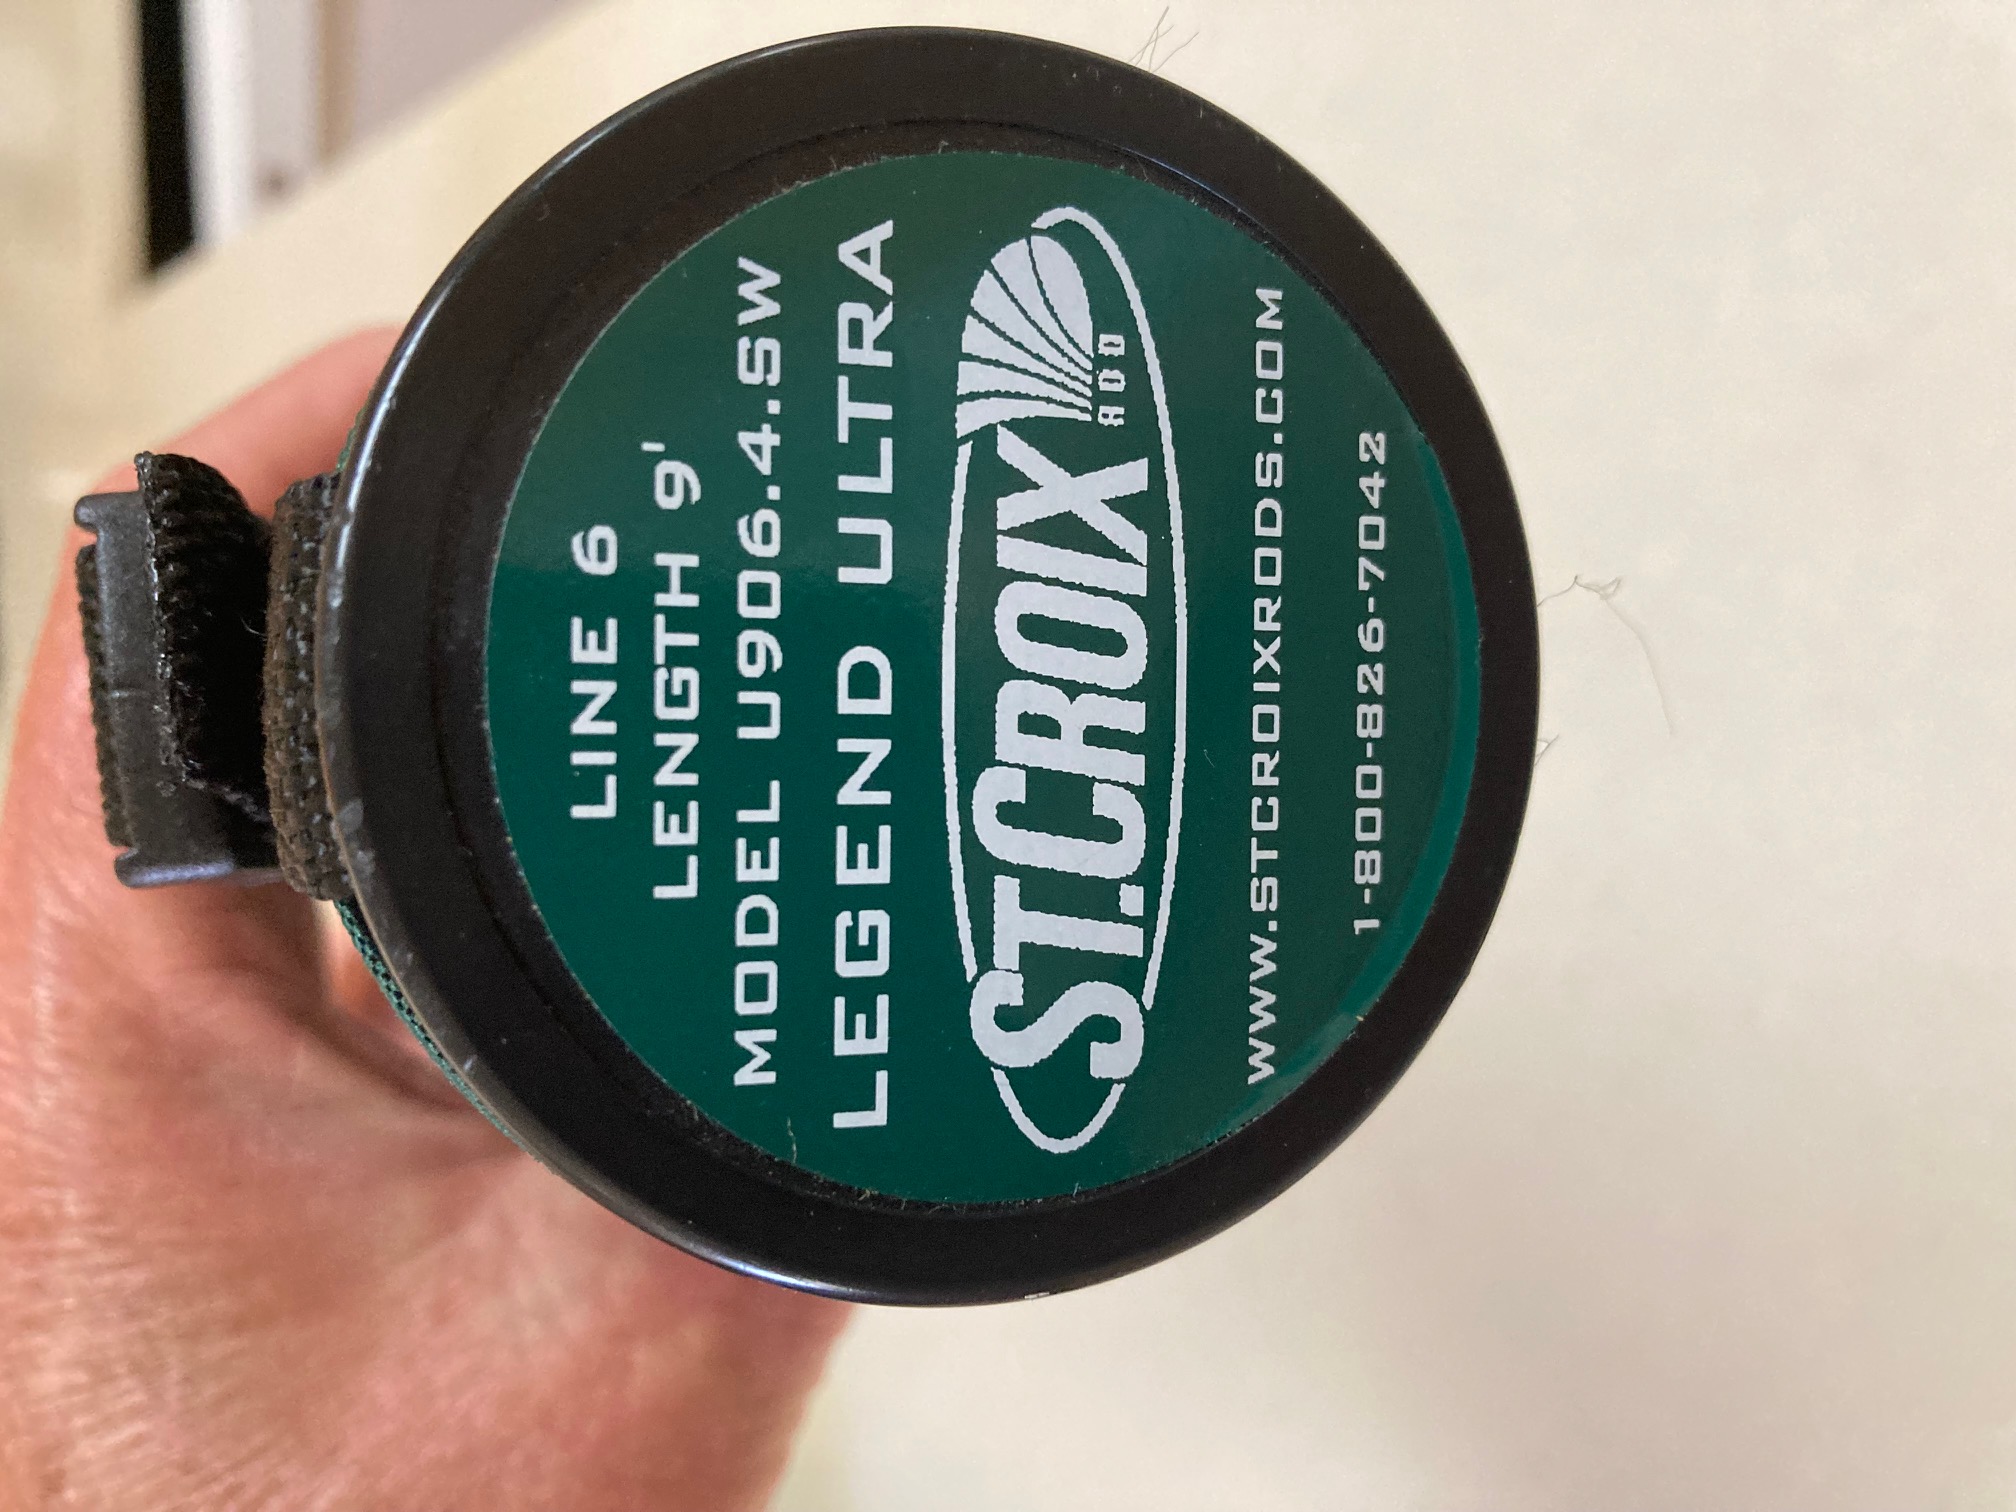 LINE 6
LENGTH 9'
MODEL U906.4.SW
LEGEND ULTRA
ST.CROIX
ROD
WWW.STCROIXRODS.COM
1-800-826-7042